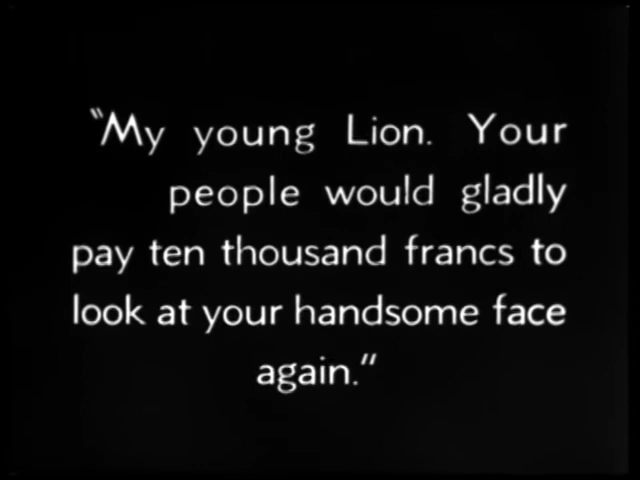 "My young Lion. Your
people would gladly
pay ten thousand francs to
look at your handsome face
again."